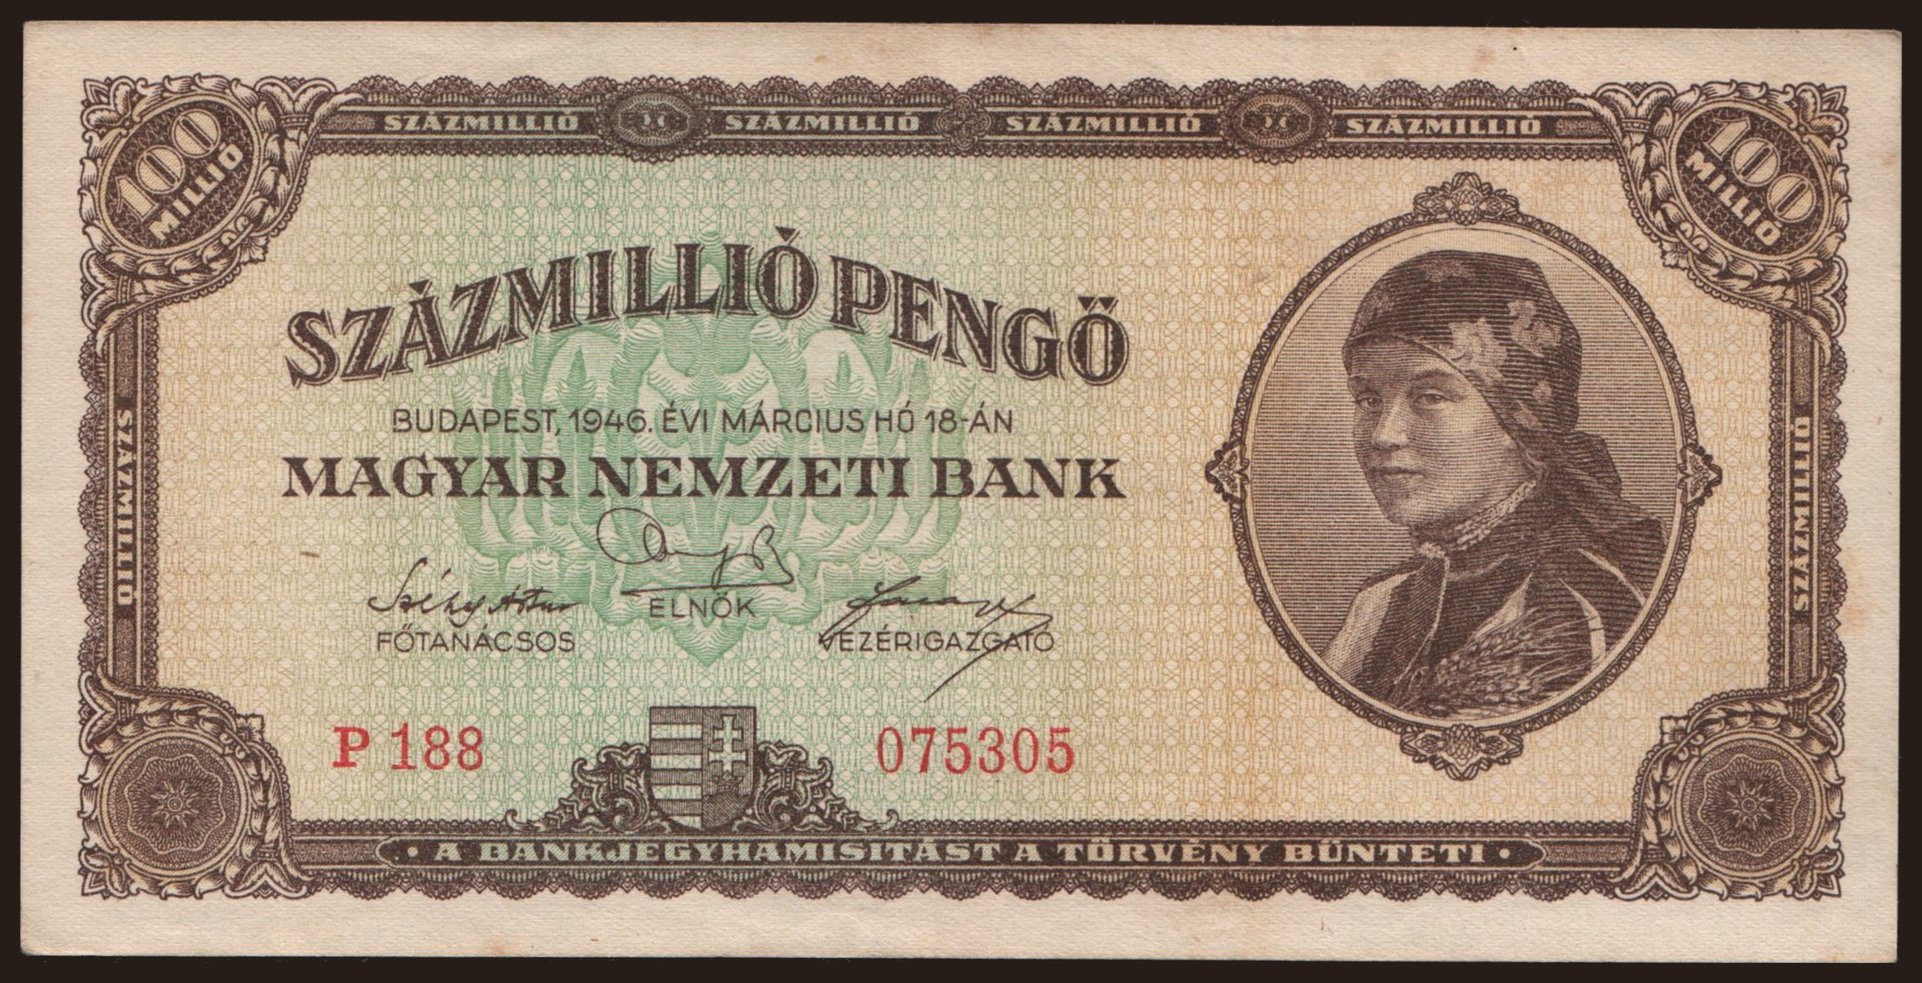 SZÁZMILLIÓ SZÁZMILLIÓ SZÁZMILLIÓ SZÁZMILLIÓ
100 MILLIÓ
100 MILLIÓ
SZÁZMILLIÓ PENGŐ
BUDAPEST, 1946. ÉVI MÁRCIUS HÓ 18-ÁN
MAGYAR NEMZETI BANK
ELNÖK
FŐTANÁCSOS
VEZÉRIGAZGATÓ
SZÁZMILLIÓ
SZÁZMILLIÓ
P 188
075305
• A BANKJEGYHAMISITÁST A TÖRVÉNY BÜNTETI •